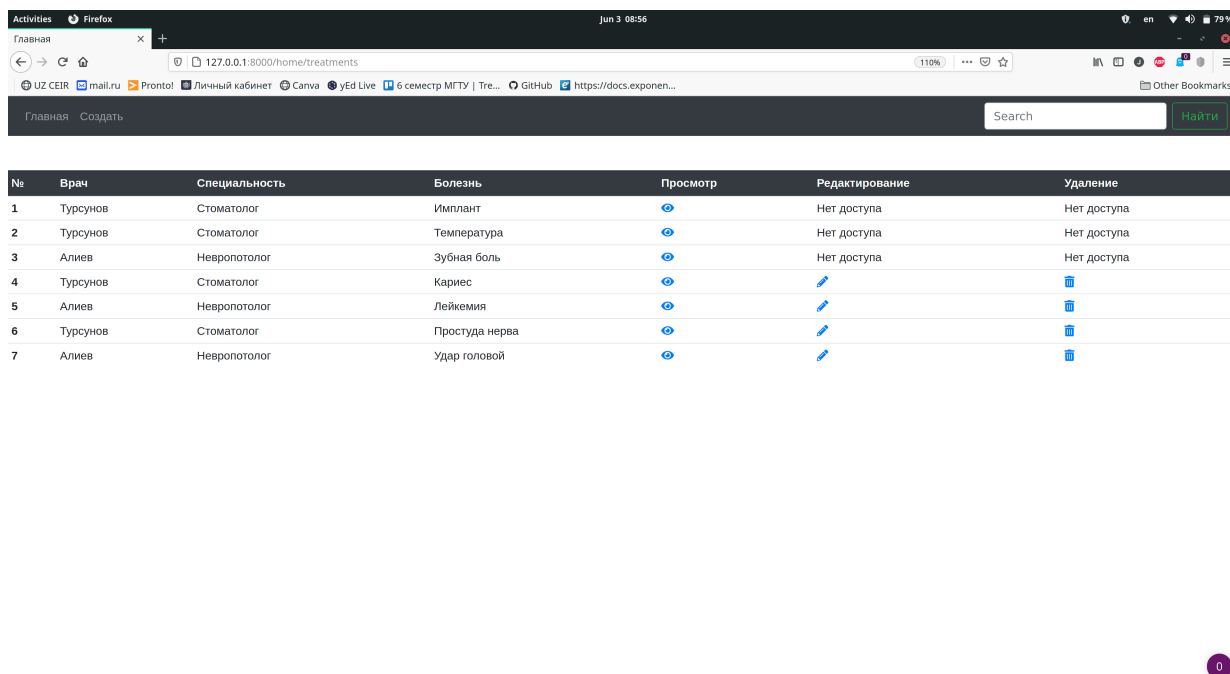 Activities Firefox Jun 3 08:56 en 79%
Главная
127.0.0.1:8000/home/treatments 110%
UZ CEIR mail.ru Pronto! Личный кабинет Canva yEd Live 6 семестр МГТУ | Tre... GitHub https://docs.exponen... Other Bookmarks
Главная Создать Search Найти
№ Врач Специальность Болезнь Просмотр Редактирование Удаление
1 Турсунов Стоматолог Имплант Нет доступа Нет доступа
2 Турсунов Стоматолог Температура Нет доступа Нет доступа
3 Алиев Невропотолог Зубная боль Нет доступа Нет доступа
4 Турсунов Стоматолог Кариес
5 Алиев Невропотолог Лейкемия
6 Турсунов Стоматолог Простуда нерва
7 Алиев Невропотолог Удар головой
0